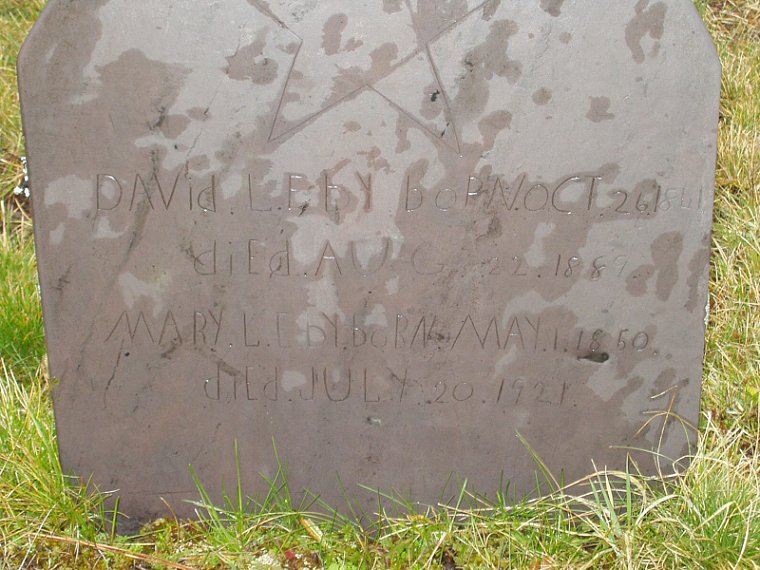 DAVid. L.EbY boRN.OCT.26.1841
diEd.AUG 22.1889.
MARY.L.EbY.boRN.MAY.1.1850.
diEd.JULY.20.1921.